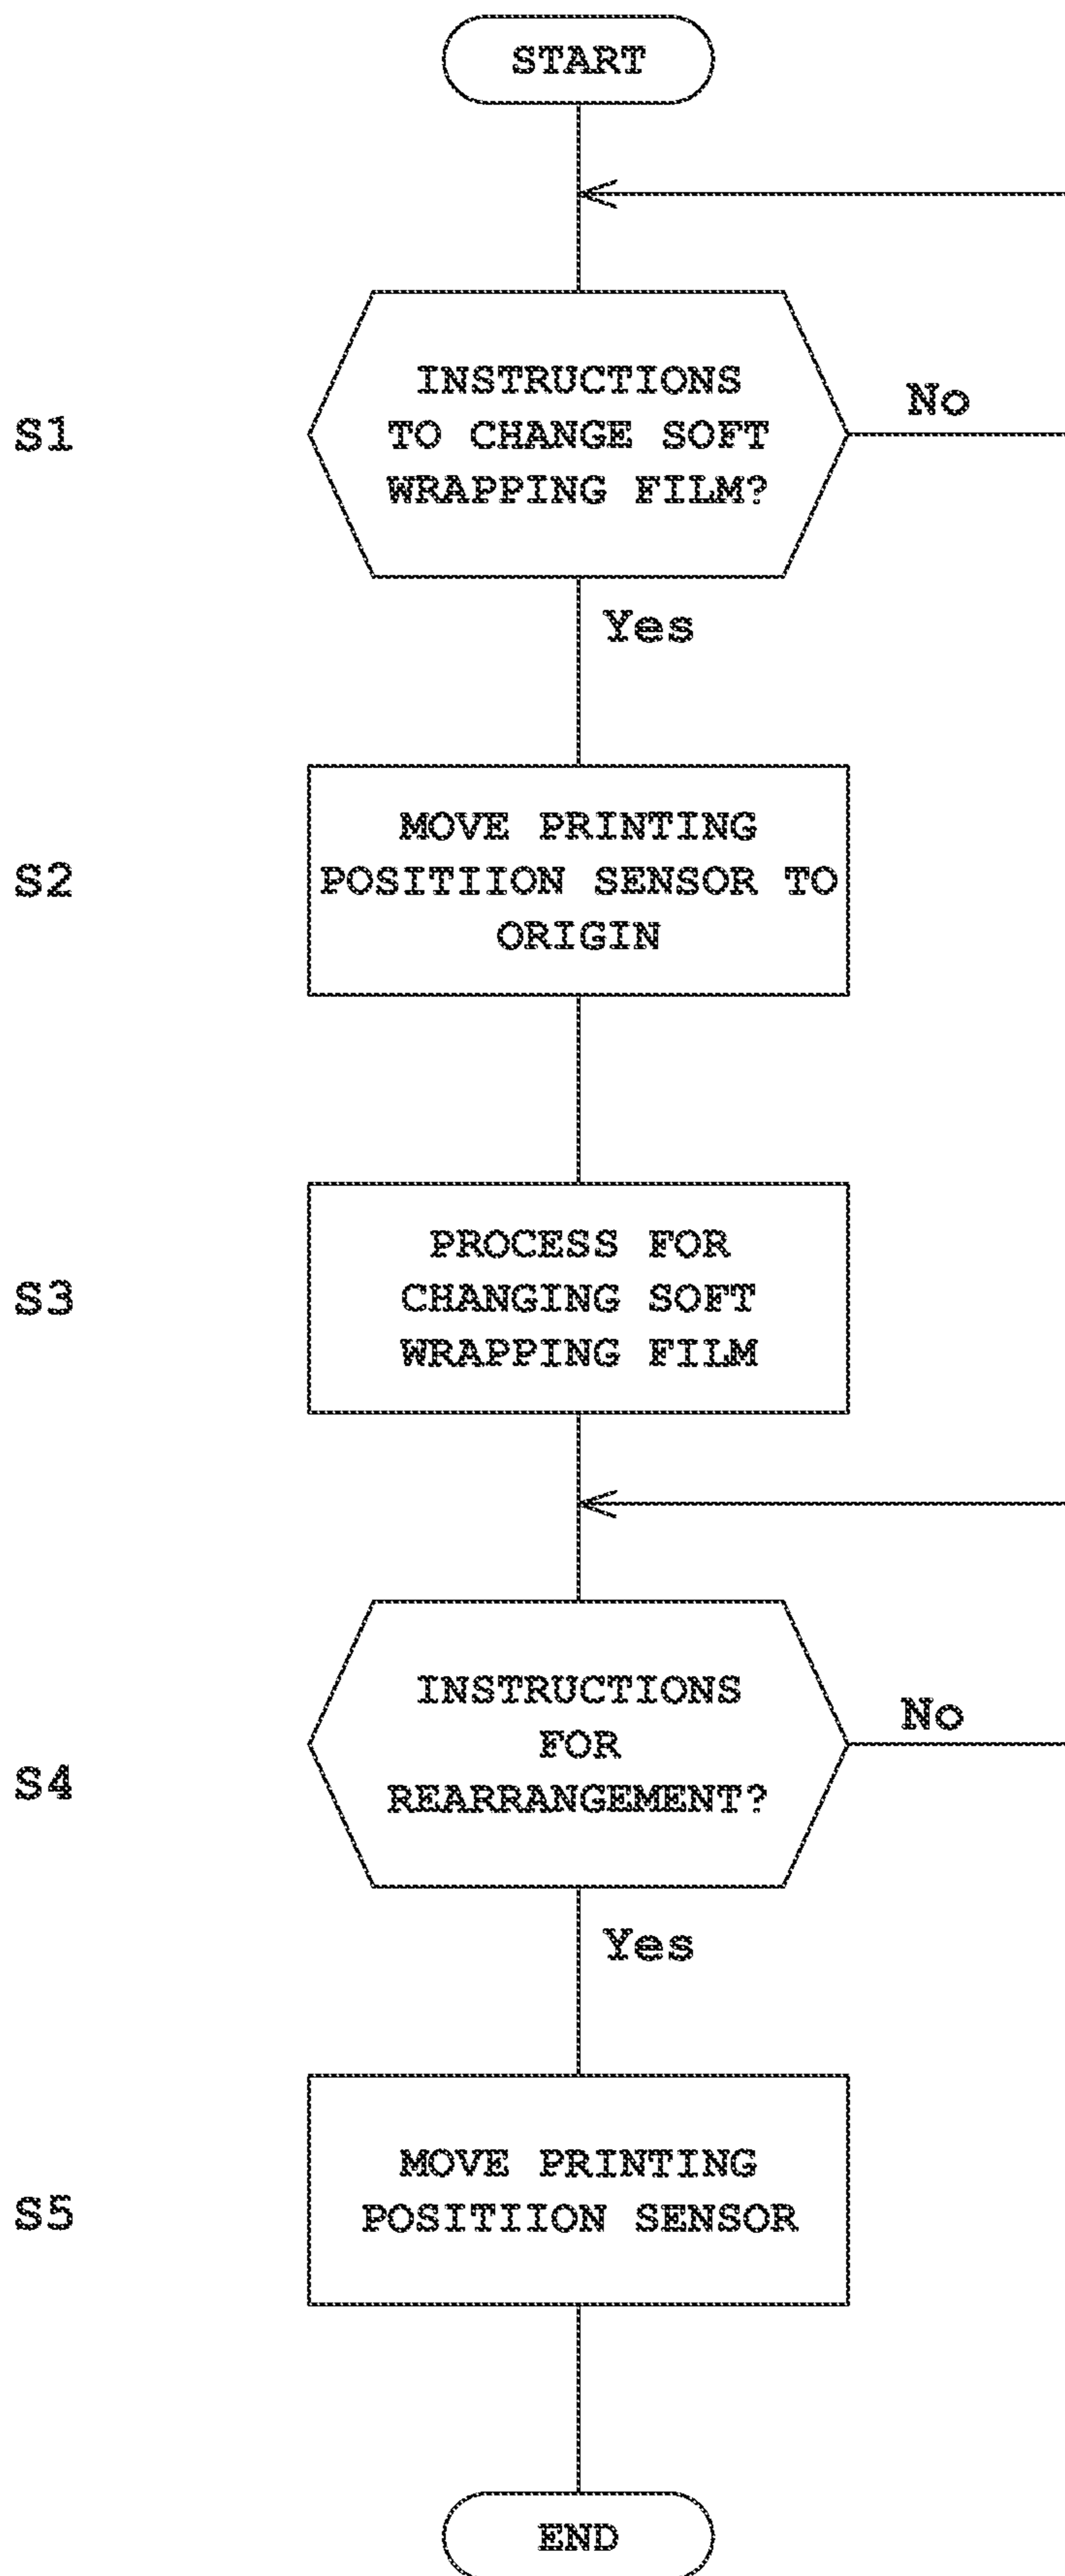 START
INSTRUCTIONS
TO CHANGE SOFT
WRAPPING FILM?
No
S1
Yes
MOVE PRINTING
POSITIION SENSOR TO
ORIGIN
S2
PROCESS FOR
CHANGING SOFT
WRAPPING FILM
S3
INSTRUCTIONS
FOR
REARRANGEMENT?
No
S4
Yes
MOVE PRINTING
POSITIION SENSOR
S5
END